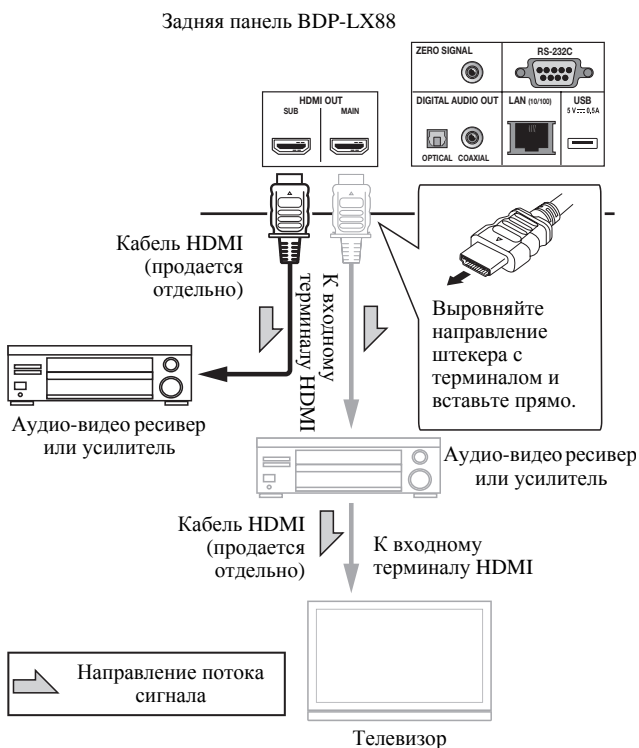 Задняя панель BDP-LX88
ZERO SIGNAL
RS-232C
HDMI OUT
SUB
MAIN
DIGITAL AUDIO OUT
LAN (10/100)
USB
5 V 0,5A
OPTICAL
COAXIAL
Кабель HDMI
(продается
отдельно)
К входному
терминалу HDMI
Выровняйте
направление
штекера с
терминалом и
вставьте прямо.
Аудио-видео ресивер
или усилитель
Аудио-видео ресивер
или усилитель
Кабель HDMI
(продается
отдельно)
К входному
терминалу HDMI
Направление потока
сигнала
Телевизор